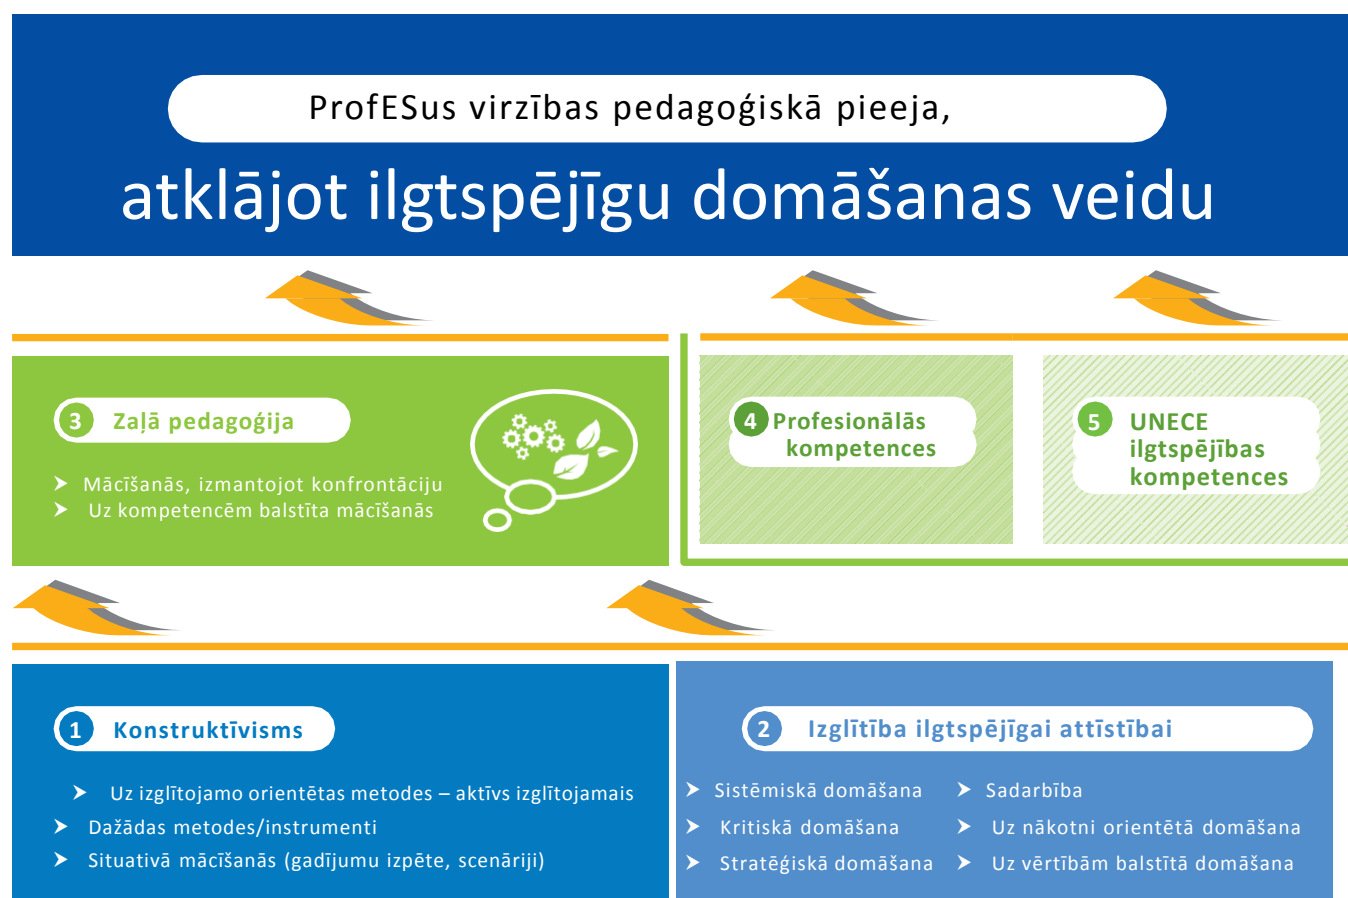 ProfESus virzības pedagoģiskā pieeja,
atklājot ilgtspējīgu domāšanas veidu
3 Zaļā pedagoģija
➤ Mācīšanās, izmantojot konfrontāciju
➤ Uz kompetencēm balstīta mācīšanās
4 Profesionālās
kompetences
5 UNECE
ilgtspējības
kompetences
1 Konstruktīvisms
➤ Uz izglītojamo orientētas metodes – aktīvs izglītojamais
➤ Dažādas metodes/instrumenti
➤ Situatīvā mācīšanās (gadījumu izpēte, scenāriji)
2 Izglītība ilgtspējīgai attīstībai
➤ Sistēmiskā domāšana
➤ Kritiskā domāšana
➤ Stratēģiskā domāšana
➤ Sadarbība
➤ Uz nākotni orientētā domāšana
➤ Uz vērtībām balstītā domāšana